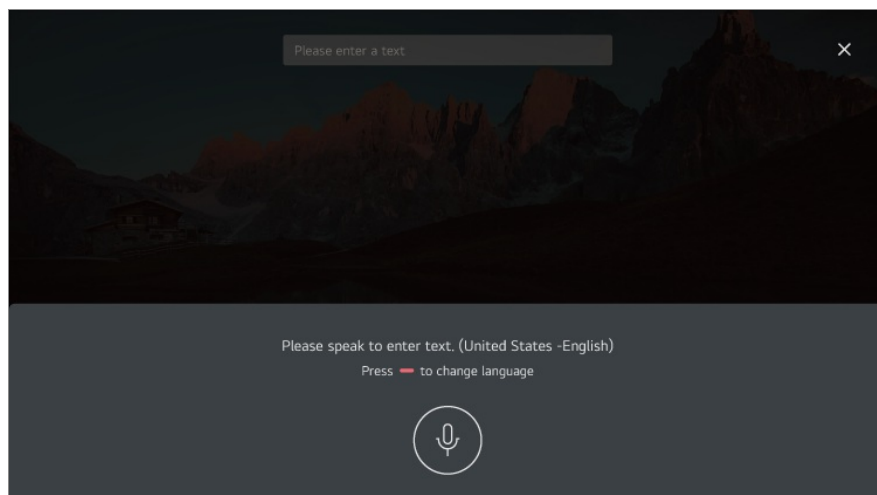 Please enter a text
Please speak to enter text. (United States -English)
Press to change language